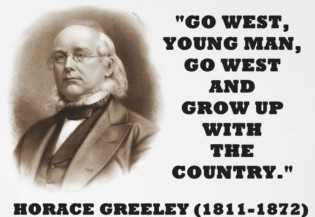 "GO WEST,
YOUNG MAN,
GO WEST
AND
GROW UP
WITH
THE
COUNTRY."
HORACE GREELEY (1811-1872)